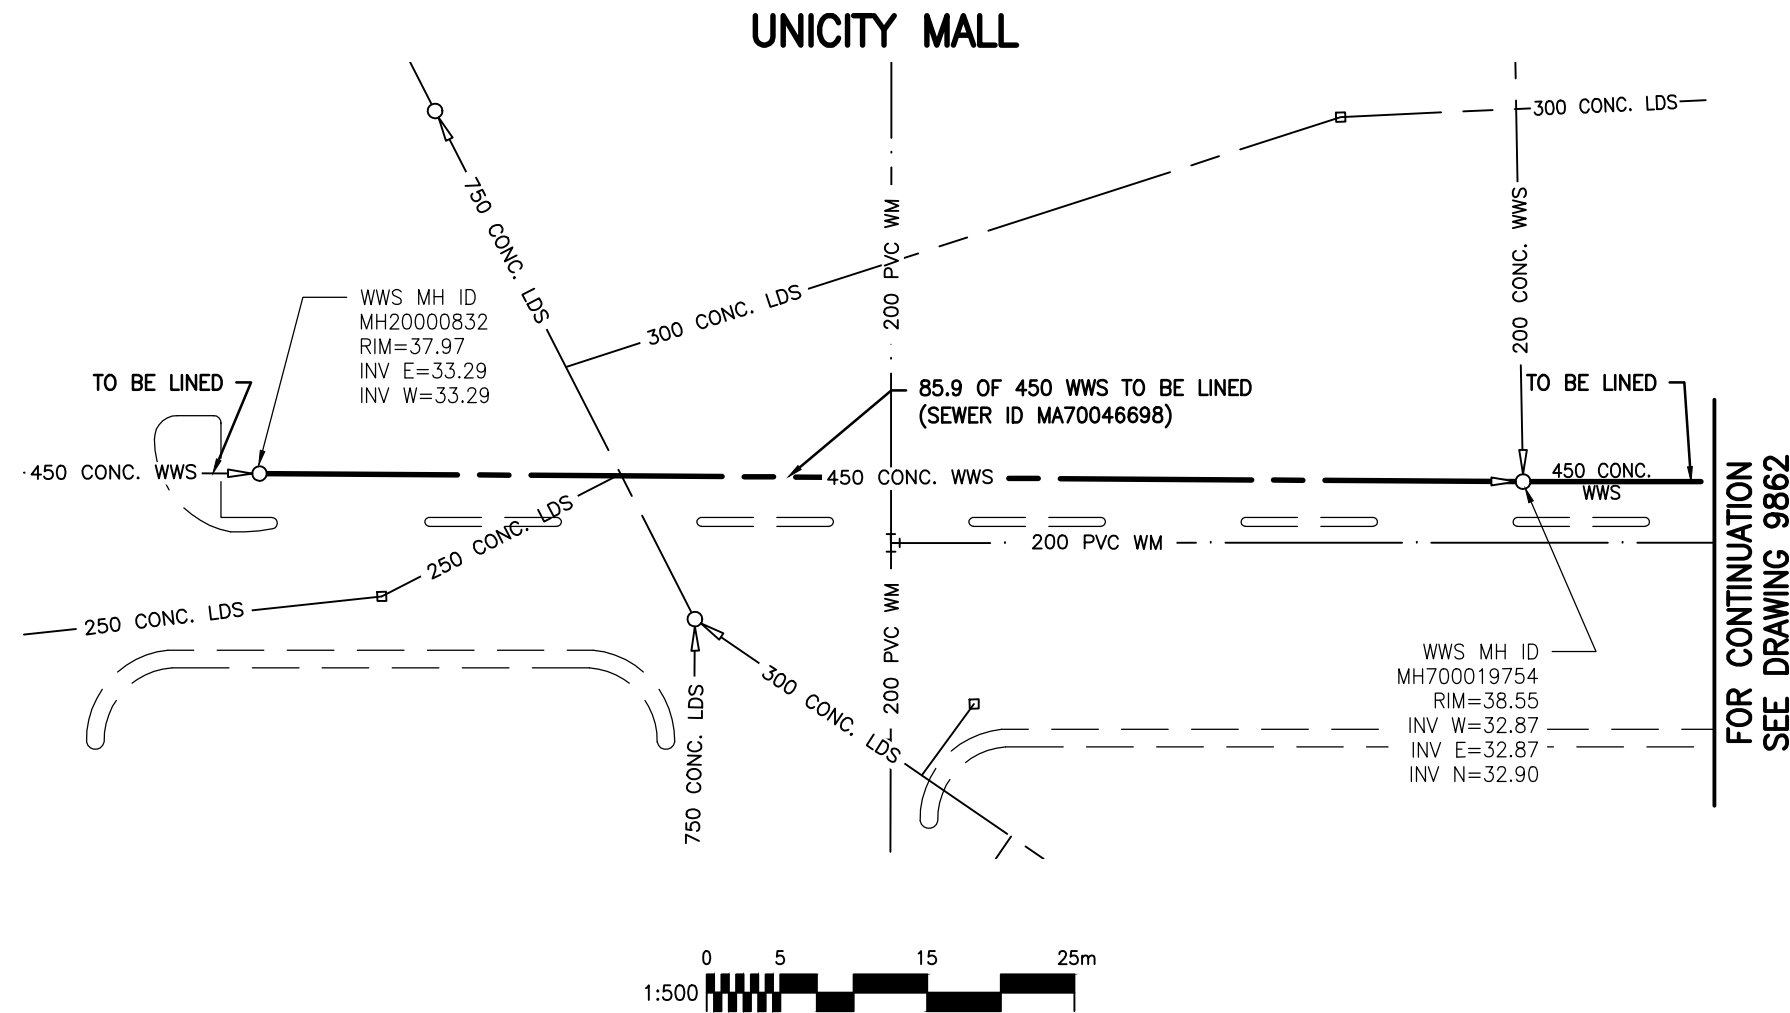 UNICITY MALL
300 CONC. LDS
750 CONC. LDS
200 PVC WM
200 CONC. WWS
300 CONC. LDS
WWS MH ID
MH20000832
RIM=37.97
INV E=33.29
INV W=33.29
TO BE LINED
85.9 OF 450 WWS TO BE LINED
(SEWER ID MA70046698)
TO BE LINED
450 CONC. WWS
450 CONC. WWS
450 CONC.
WWS
250 CONC. LDS
200 PVC WM
250 CONC. LDS
200 PVC WM
300 CONC. LDS
750 CONC. LDS
WWS MH ID
MH700019754
RIM=38.55
INV W=32.87
INV E=32.87
INV N=32.90
FOR CONTINUATION
SEE DRAWING 9862
0 5 15 25m
1:500